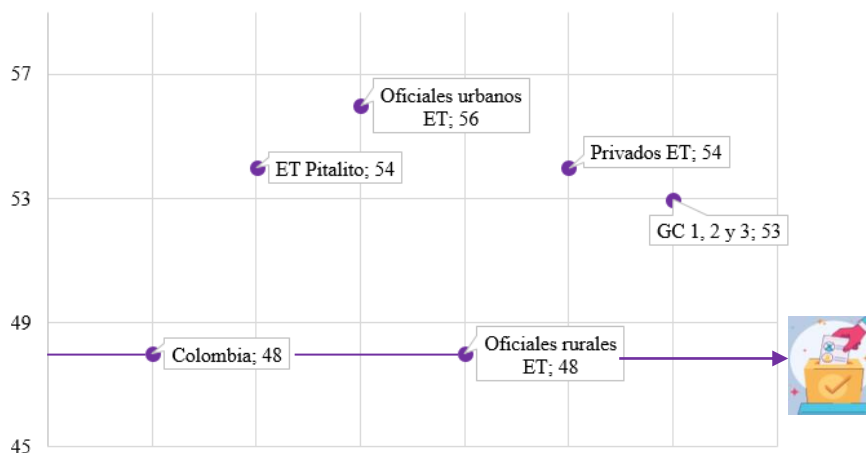 57
Oficiales urbanos
ET; 56
Privados ET; 54
ET Pitalito; 54
53
GC 1, 2 y 3; 53
49
Oficiales rurales
ET; 48
Colombia; 48
45